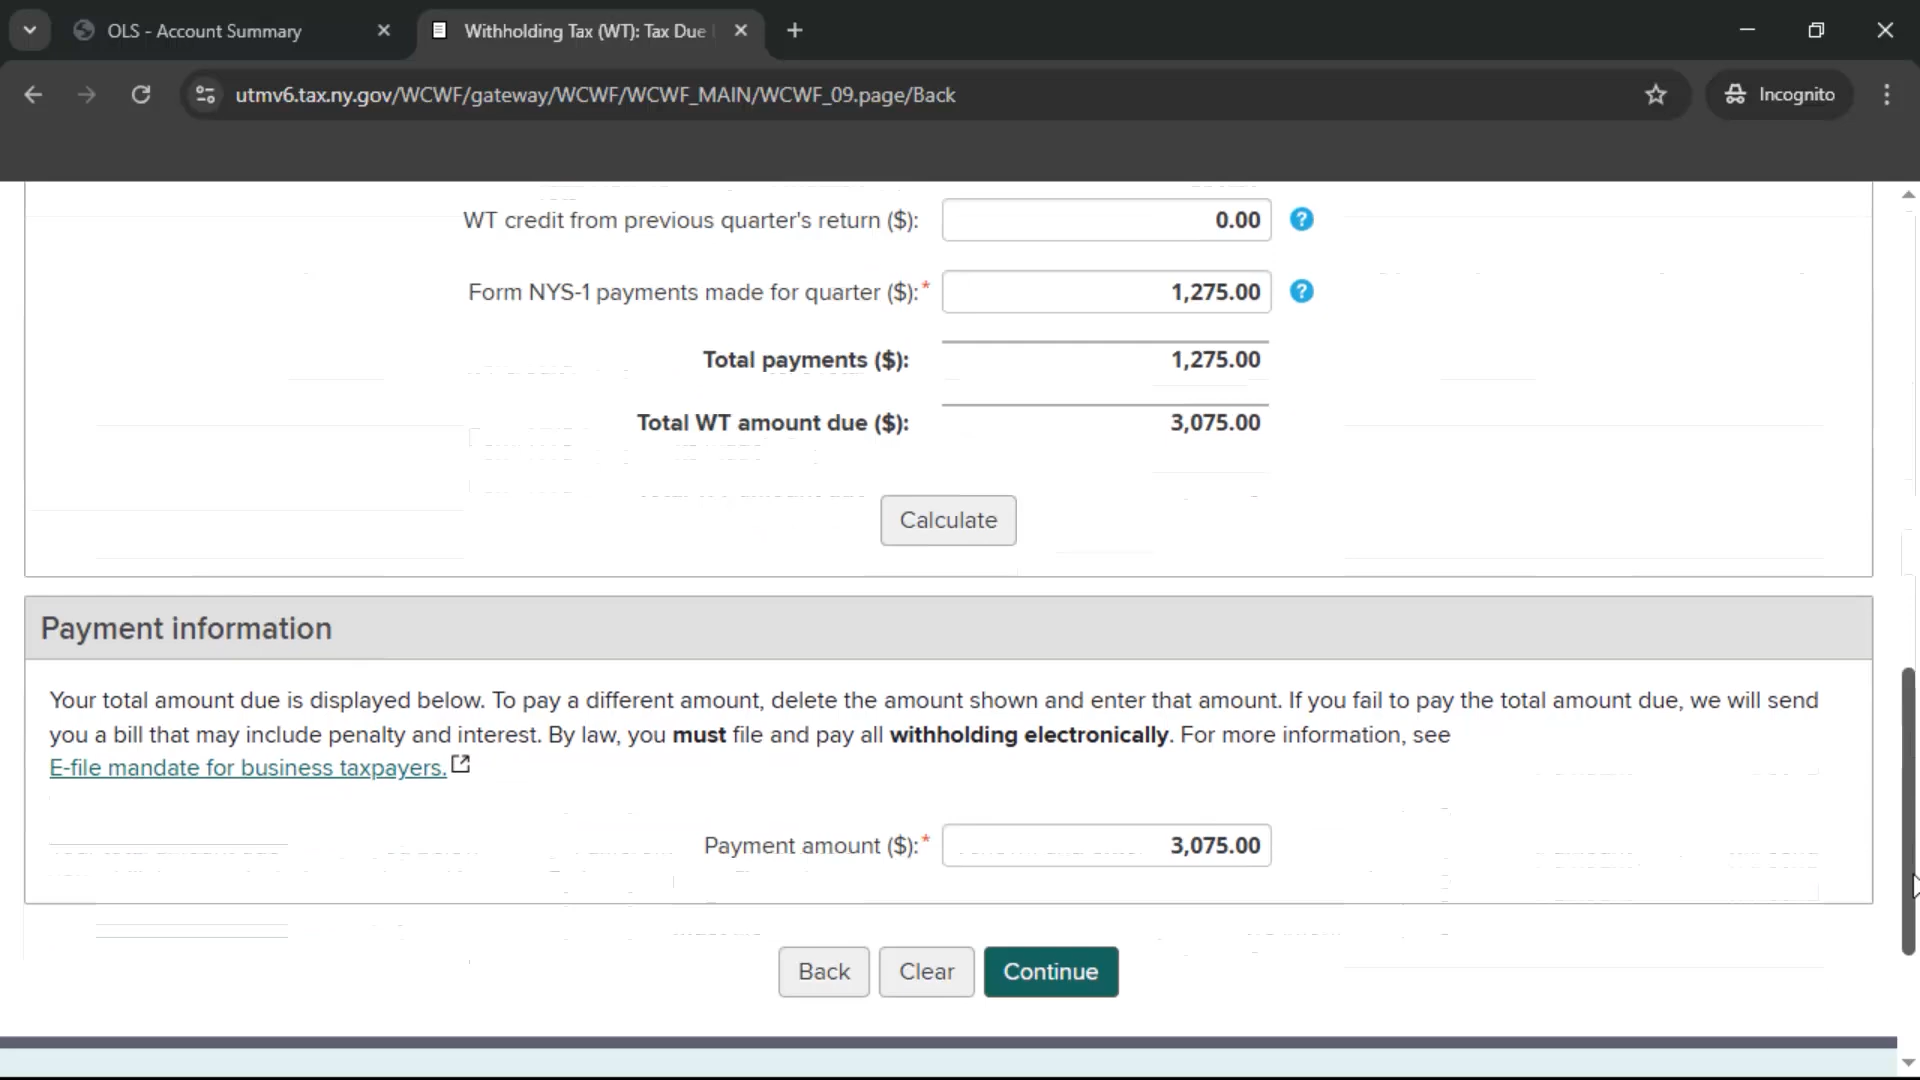 OLS - Account Summary
Withholding Tax (WT): Tax Due
utmv6.tax.ny.gov/WCWF/gateway/WCWF/WCWF_MAIN/WCWF_09.page/Back
Incognito
WT credit from previous quarter's return ($): 0.00 ?
Form NYS-1 payments made for quarter ($):* 1,275.00 ?
Total payments ($): 1,275.00
Total WT amount due ($): 3,075.00
Calculate
Payment information
Your total amount due is displayed below. To pay a different amount, delete the amount shown and enter that amount. If you fail to pay the total amount due, we will send
you a bill that may include penalty and interest. By law, you must file and pay all withholding electronically. For more information, see
E-file mandate for business taxpayers.
Payment amount ($):* 3,075.00
Back Clear Continue